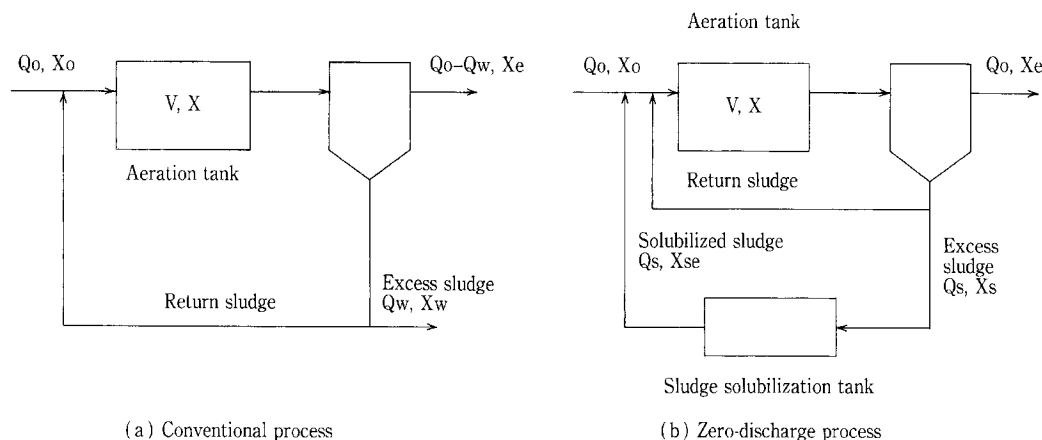 Qo, Xo
V, X
Aeration tank
Qo−Qw, Xe
Return sludge
Excess sludge
Qw, Xw
(a) Conventional process
Aeration tank
Qo, Xo
V, X
Qo, Xe
Return sludge
Solubilized sludge
Qs, Xse
Excess
sludge
Qs, Xs
Sludge solubilization tank
(b) Zero-discharge process